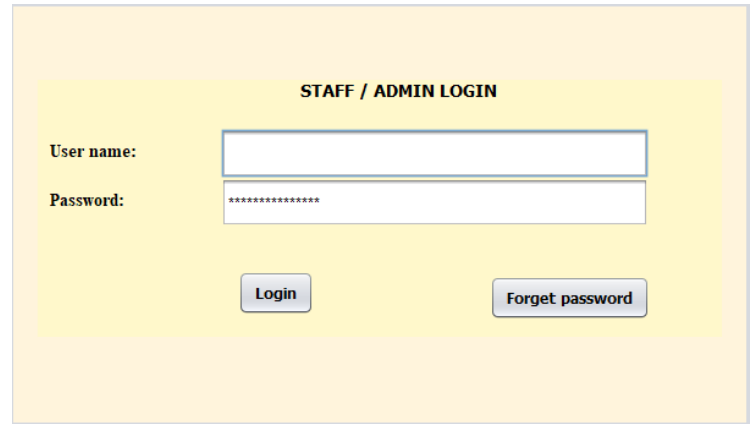 STAFF / ADMIN LOGIN
User name:
Password:
***************
Login
Forget password